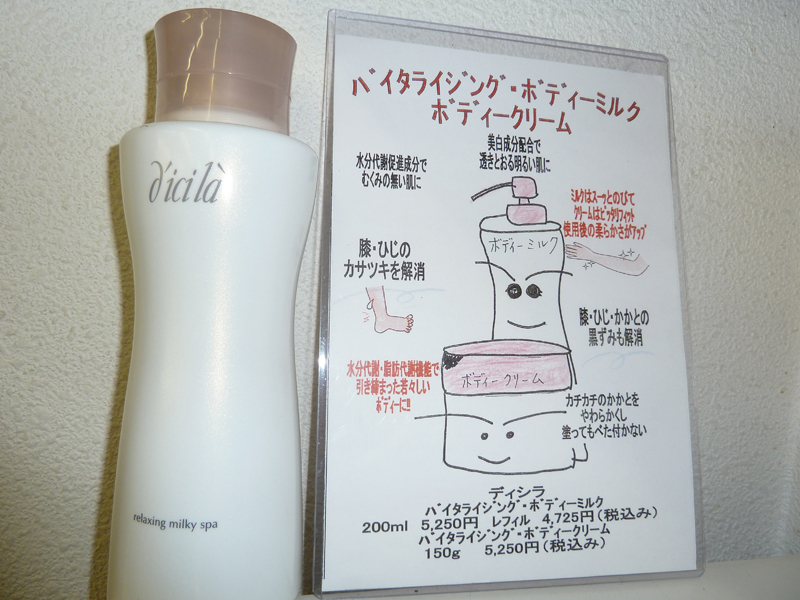 dicilà
relaxing milky spa
バイタライジング・ボディーミルク
ボディークリーム
美白成分配合で
透きとおる明るい肌に
水分代謝促進成分で
むくみの無い肌に
ミルクはスーッとのびて
クリームはピッタリフィット
使用後の柔らかさがアップ
ボディーミルク
膝・ひじの
カサツキを解消
膝・ひじ・かかとの
黒ずみも解消
水分代謝・脂肪代謝機能で
引き締まった若々しい
ボディーに!!
ボディークリーム
カチカチのかかとを
やわらかくし
塗ってもべた付かない
ディシラ
バイタライジング・ボディーミルク
200ml 5,250円 レフィル 4,725円(税込み)
バイタライジング・ボディークリーム
150g 5,250円(税込み)